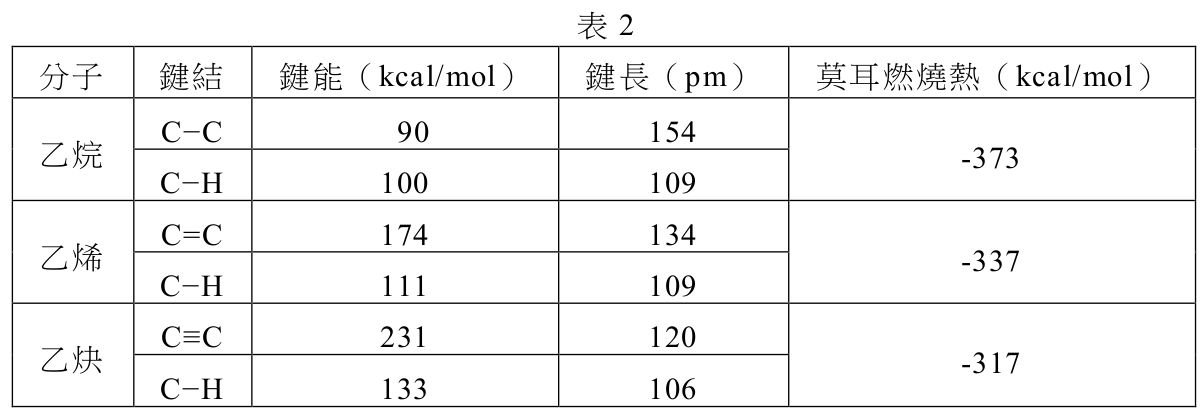 表 2
分子 鍵結 鍵能（kcal/mol） 鍵長（pm） 莫耳燃燒熱（kcal/mol）
乙烷 C−C 90 154 -373
C−H 100 109
乙烯 C=C 174 134 -337
C−H 111 109
乙炔 C≡C 231 120 -317
C−H 133 106